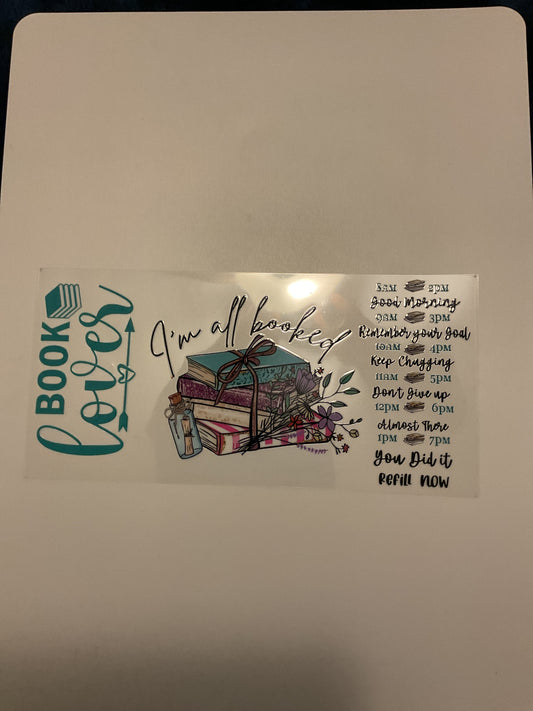 BOOK
lover
I'm all booked
8AM 2PM
Good Morning
9AM 3PM
Remember your Goal
10AM 4PM
Keep Chugging
11AM 5PM
Don't Give up
12PM 6PM
Almost There
1PM 7PM
You Did it
Refill Now